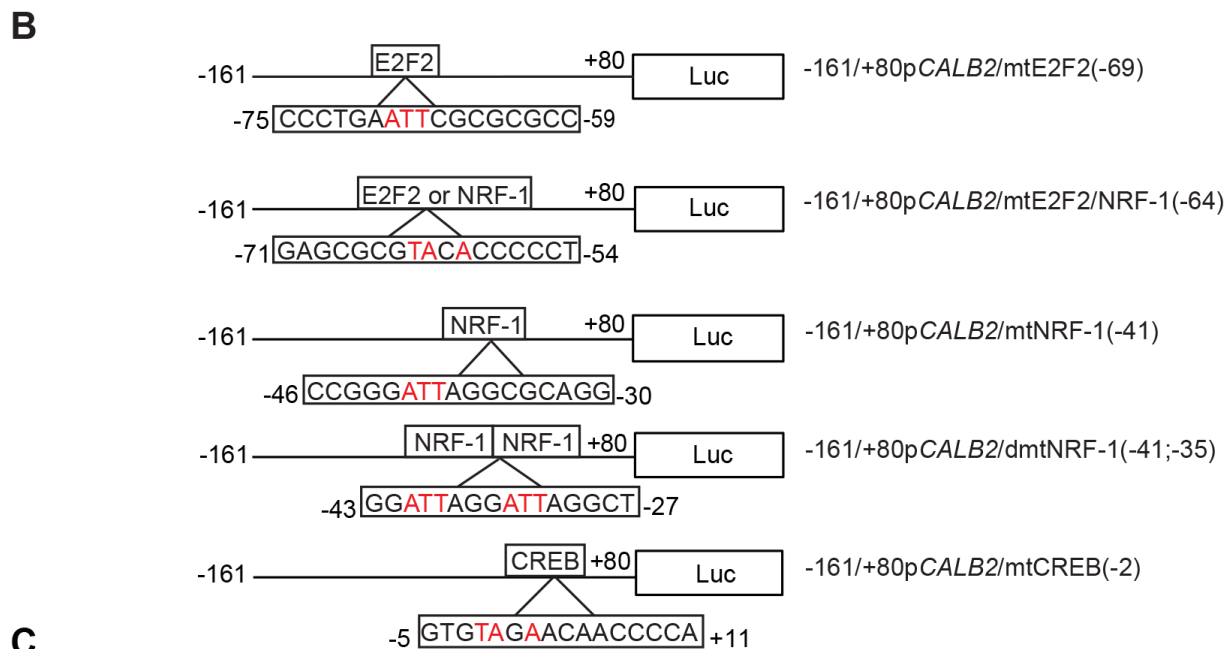 B
E2F2
-161 +80 Luc -161/+80pCALB2/mtE2F2(-69)
-75 CCCTGAATTCGCGCGCC -59
E2F2 or NRF-1
-161 +80 Luc -161/+80pCALB2/mtE2F2/NRF-1(-64)
-71 GAGCGCGTACACCCCCT -54
NRF-1
-161 +80 Luc -161/+80pCALB2/mtNRF-1(-41)
-46 CCGGGATTAGGCGCAGG -30
NRF-1 NRF-1
-161 +80 Luc -161/+80pCALB2/dmtNRF-1(-41;-35)
-43 GGATTAGGATTAGGCT -27
CREB
-161 +80 Luc -161/+80pCALB2/mtCREB(-2)
-5 GTGTAGAACAACCCCA +11
C